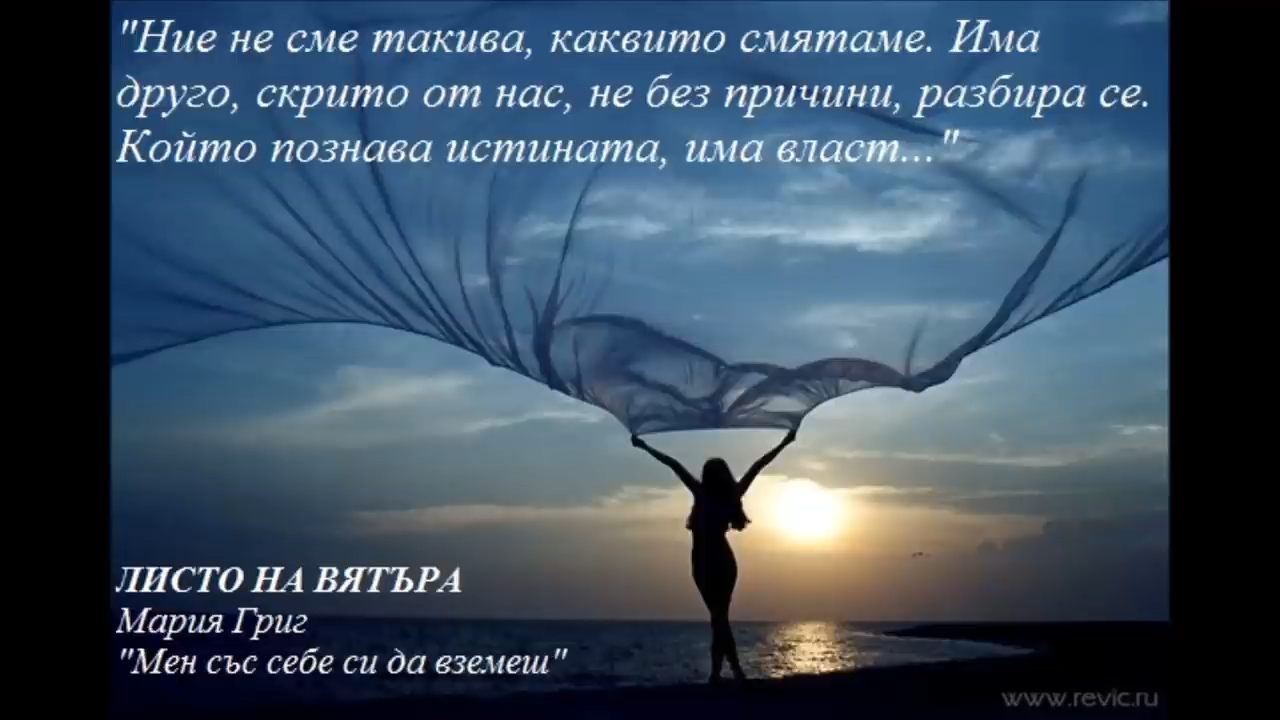 "Ние не сме такива, каквито смятаме. Има
друго, скрито от нас, не без причини, разбира се.
Който познава истината, има власт..."
ЛИСТО НА ВЯТЪРА
Мария Григ
"Мен със себе си да вземеш"
www.revic.ru